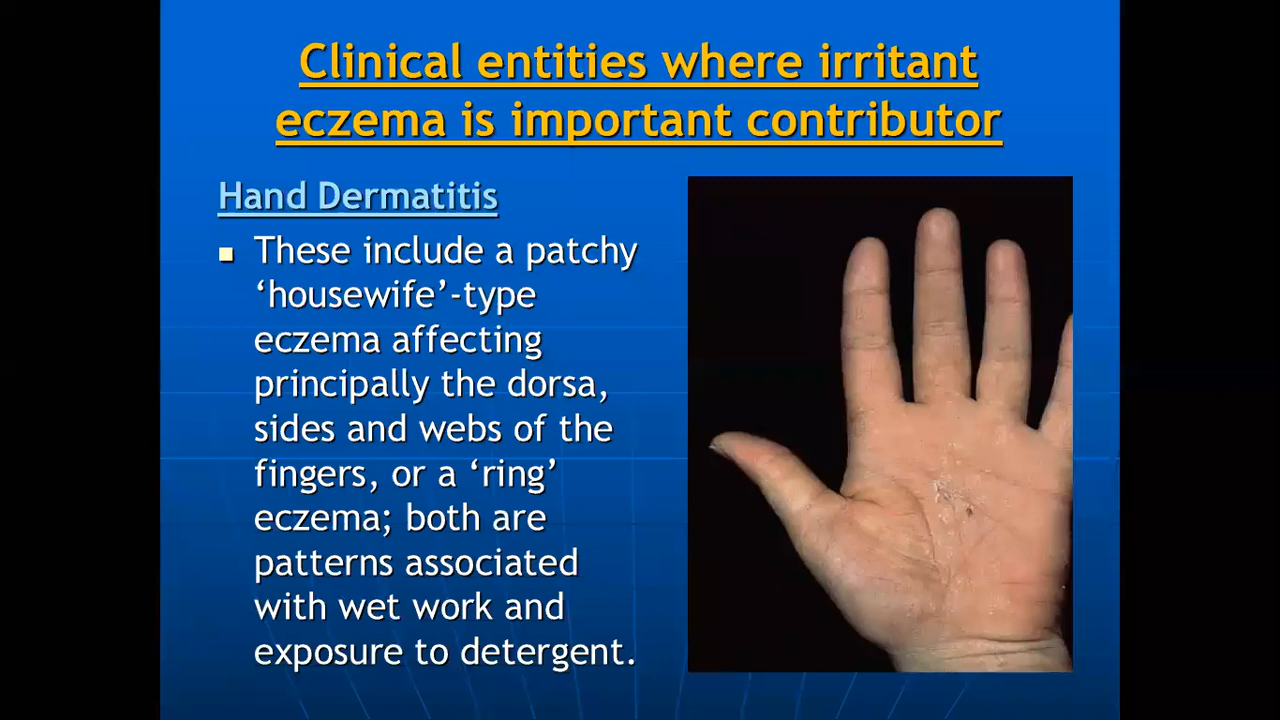 Clinical entities where irritant
eczema is important contributor
Hand Dermatitis
These include a patchy
‘housewife’-type
eczema affecting
principally the dorsa,
sides and webs of the
fingers, or a ‘ring’
eczema; both are
patterns associated
with wet work and
exposure to detergent.